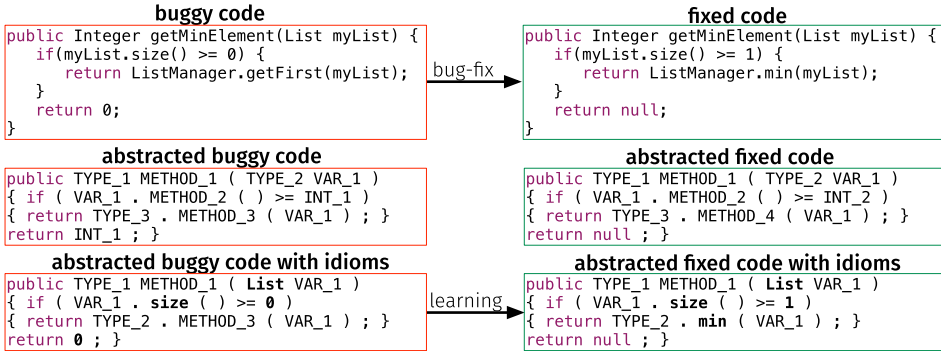 buggy code
public Integer getMinElement(List myList) {
if(myList.size() >= 0) {
return ListManager.getFirst(myList);
}
return 0;
}
bug-fix
fixed code
public Integer getMinElement(List myList) {
if(myList.size() >= 1) {
return ListManager.min(myList);
}
return null;
}
abstracted buggy code
public TYPE_1 METHOD_1 ( TYPE_2 VAR_1 )
{ if ( VAR_1 . METHOD_2 ( ) >= INT_1 )
{ return TYPE_3 . METHOD_3 ( VAR_1 ) ; }
return INT_1 ; }
abstracted fixed code
public TYPE_1 METHOD_1 ( TYPE_2 VAR_1 )
{ if ( VAR_1 . METHOD_2 ( ) >= INT_2 )
{ return TYPE_3 . METHOD_4 ( VAR_1 ) ; }
return null ; }
abstracted buggy code with idioms
public TYPE_1 METHOD_1 ( List VAR_1 )
{ if ( VAR_1 . size ( ) >= 0 )
{ return TYPE_2 . METHOD_3 ( VAR_1 ) ; }
return 0 ; }
learning
abstracted fixed code with idioms
public TYPE_1 METHOD_1 ( List VAR_1 )
{ if ( VAR_1 . size ( ) >= 1 )
{ return TYPE_2 . min ( VAR_1 ) ; }
return null ; }